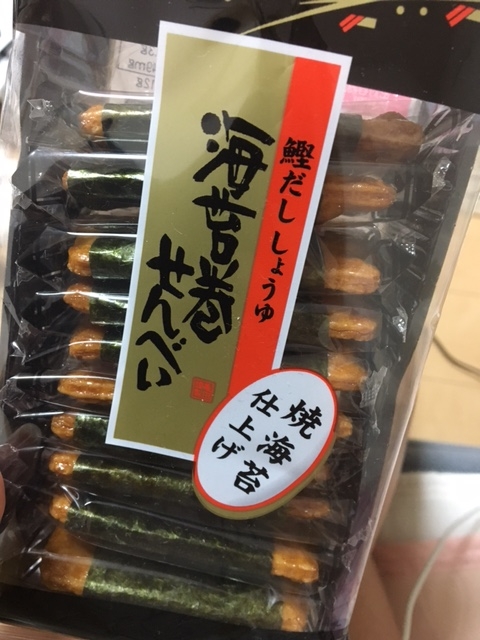 鰹だししょうゆ
海苔巻
せんべい
焼海苔
仕上げ